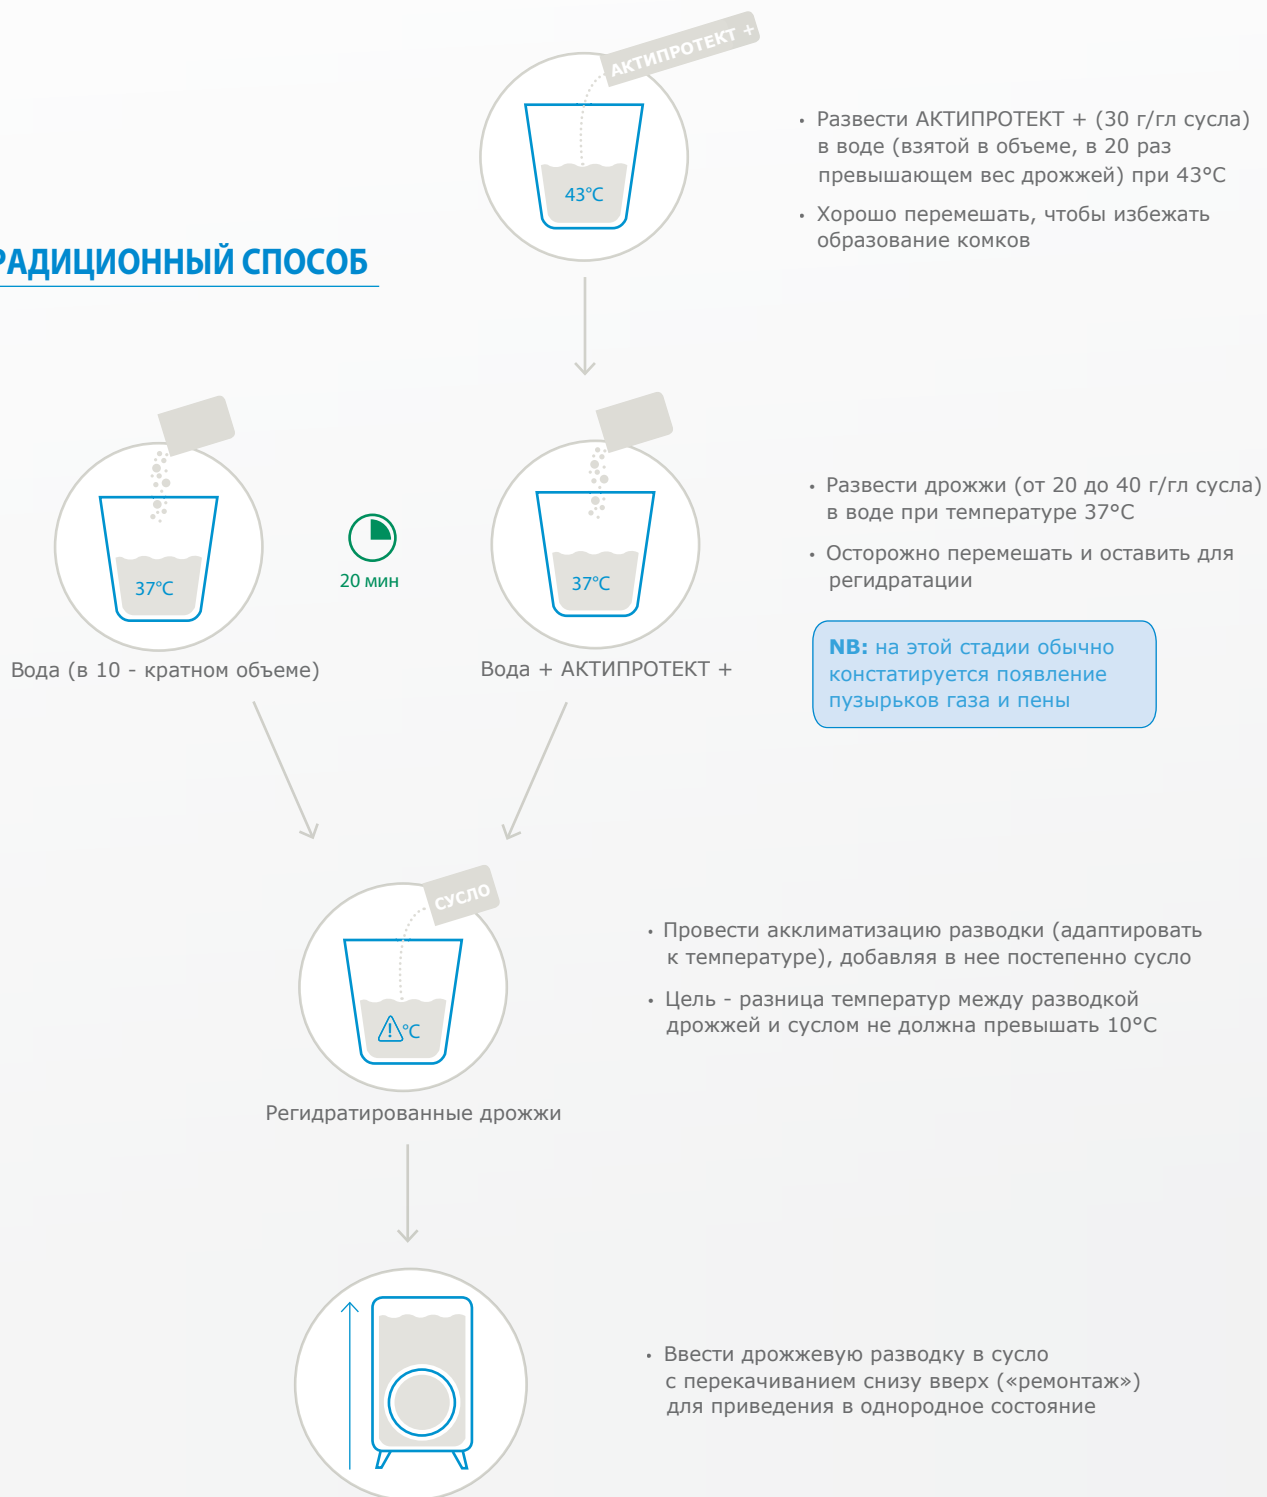 АКТИПРОТЕКТ +
43°C
• Развести АКТИПРОТЕКТ + (30 г/гл сусла)
в воде (взятой в объеме, в 20 раз
превышающем вес дрожжей) при 43°C
• Хорошо перемешать, чтобы избежать
образование комков
РАДИЦИОННЫЙ СПОСОБ
37°C
20 мин
37°C
Вода (в 10 - кратном объеме)
Вода + АКТИПРОТЕКТ +
• Развести дрожжи (от 20 до 40 г/гл сусла)
в воде при температуре 37°C
• Осторожно перемешать и оставить для
регидратации
NB: на этой стадии обычно
констатируется появление
пузырьков газа и пены
СУСЛО
°C
Регидратированные дрожжи
• Провести акклиматизацию разводки (адаптировать
к температуре), добавляя в нее постепенно сусло
• Цель - разница температур между разводкой
дрожжей и суслом не должна превышать 10°C
• Ввести дрожжевую разводку в сусло
с перекачиванием снизу вверх («ремонтаж»)
для приведения в однородное состояние